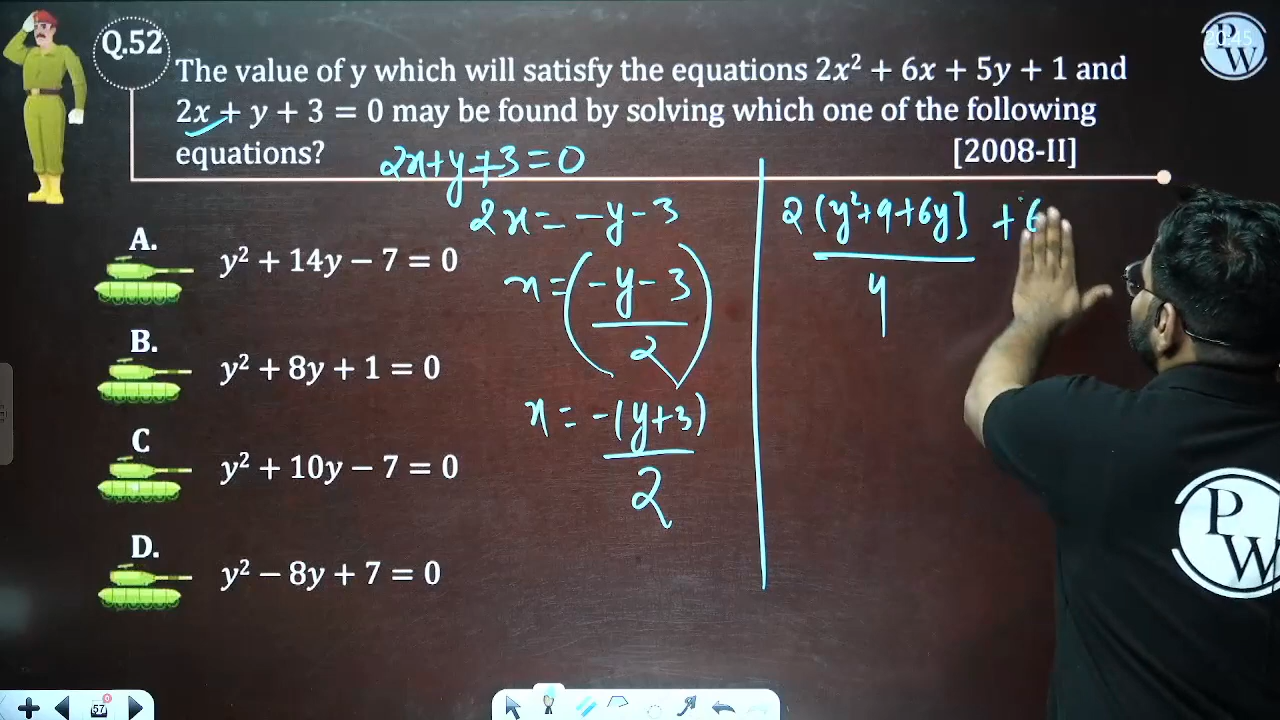 Q.52
The value of y which will satisfy the equations 2x² + 6x + 5y + 1 and
2x + y + 3 = 0 may be found by solving which one of the following
equations?
[2008-II]
2x+y+3=0
2x = -y-3
x = (-y-3)
2
x = -(y+3)
2
2(y²+9+6y] + 6
4
A.
y² + 14y − 7 = 0
B.
y² + 8y + 1 = 0
C
y² + 10y − 7 = 0
D.
y² − 8y + 7 = 0
P
W
P
W
57